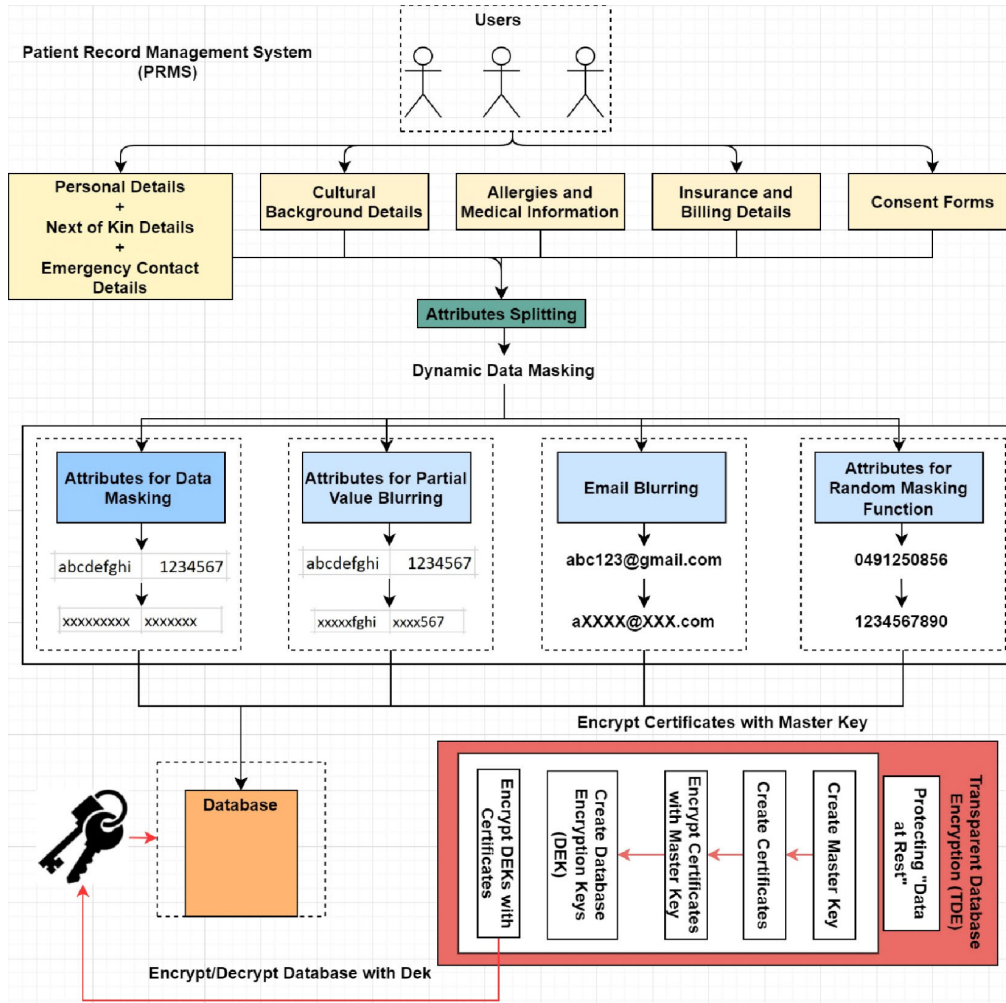 Users
Patient Record Management System
(PRMS)
Personal Details
+
Next of Kin Details
+
Emergency Contact
Details
Cultural
Background Details
Allergies and
Medical Information
Insurance and
Billing Details
Consent Forms
Attributes Splitting
Dynamic Data Masking
Attributes for Data
Masking
abcdefghi 1234567
xxxxxxxxx xxxxxxx
Attributes for Partial
Value Blurring
abcdefghi 1234567
xxxxxfghi xxxx567
Email Blurring
abc123@gmail.com
aXXXX@XXX.com
Attributes for
Random Masking
Function
0491250856
1234567890
Encrypt Certificates with Master Key
Database
Encrypt DEKs with
Certificates
Create Database
Encryption Keys
(DEK)
Encrypt Certificates
with Master Key
Create Certificates
Create Master Key
Protecting "Data
at Rest"
Transparent Database
Encryption (TDE)
Encrypt/Decrypt Database with Dek